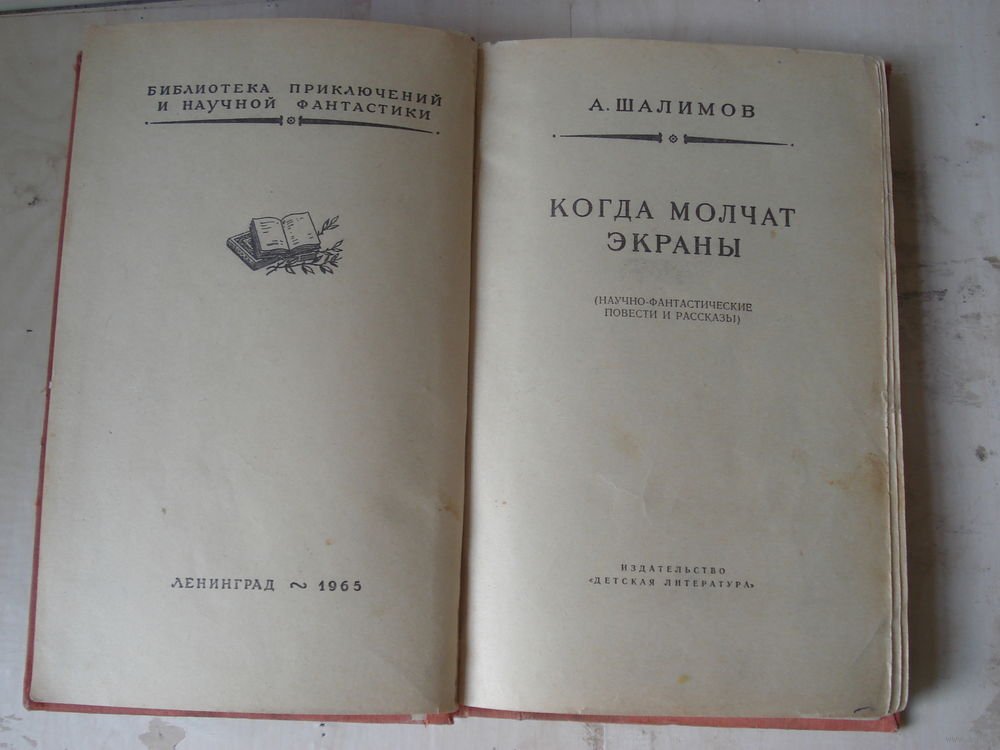 БИБЛИОТЕКА ПРИКЛЮЧЕНИЙ
И НАУЧНОЙ ФАНТАСТИКИ
ЛЕНИНГРАД ~ 1965
А. ШАЛИМОВ
КОГДА МОЛЧАТ
ЭКРАНЫ
(НАУЧНО-ФАНТАСТИЧЕСКИЕ
ПОВЕСТИ И РАССКАЗЫ)
ИЗДАТЕЛЬСТВО
«ДЕТСКАЯ ЛИТЕРАТУРА»